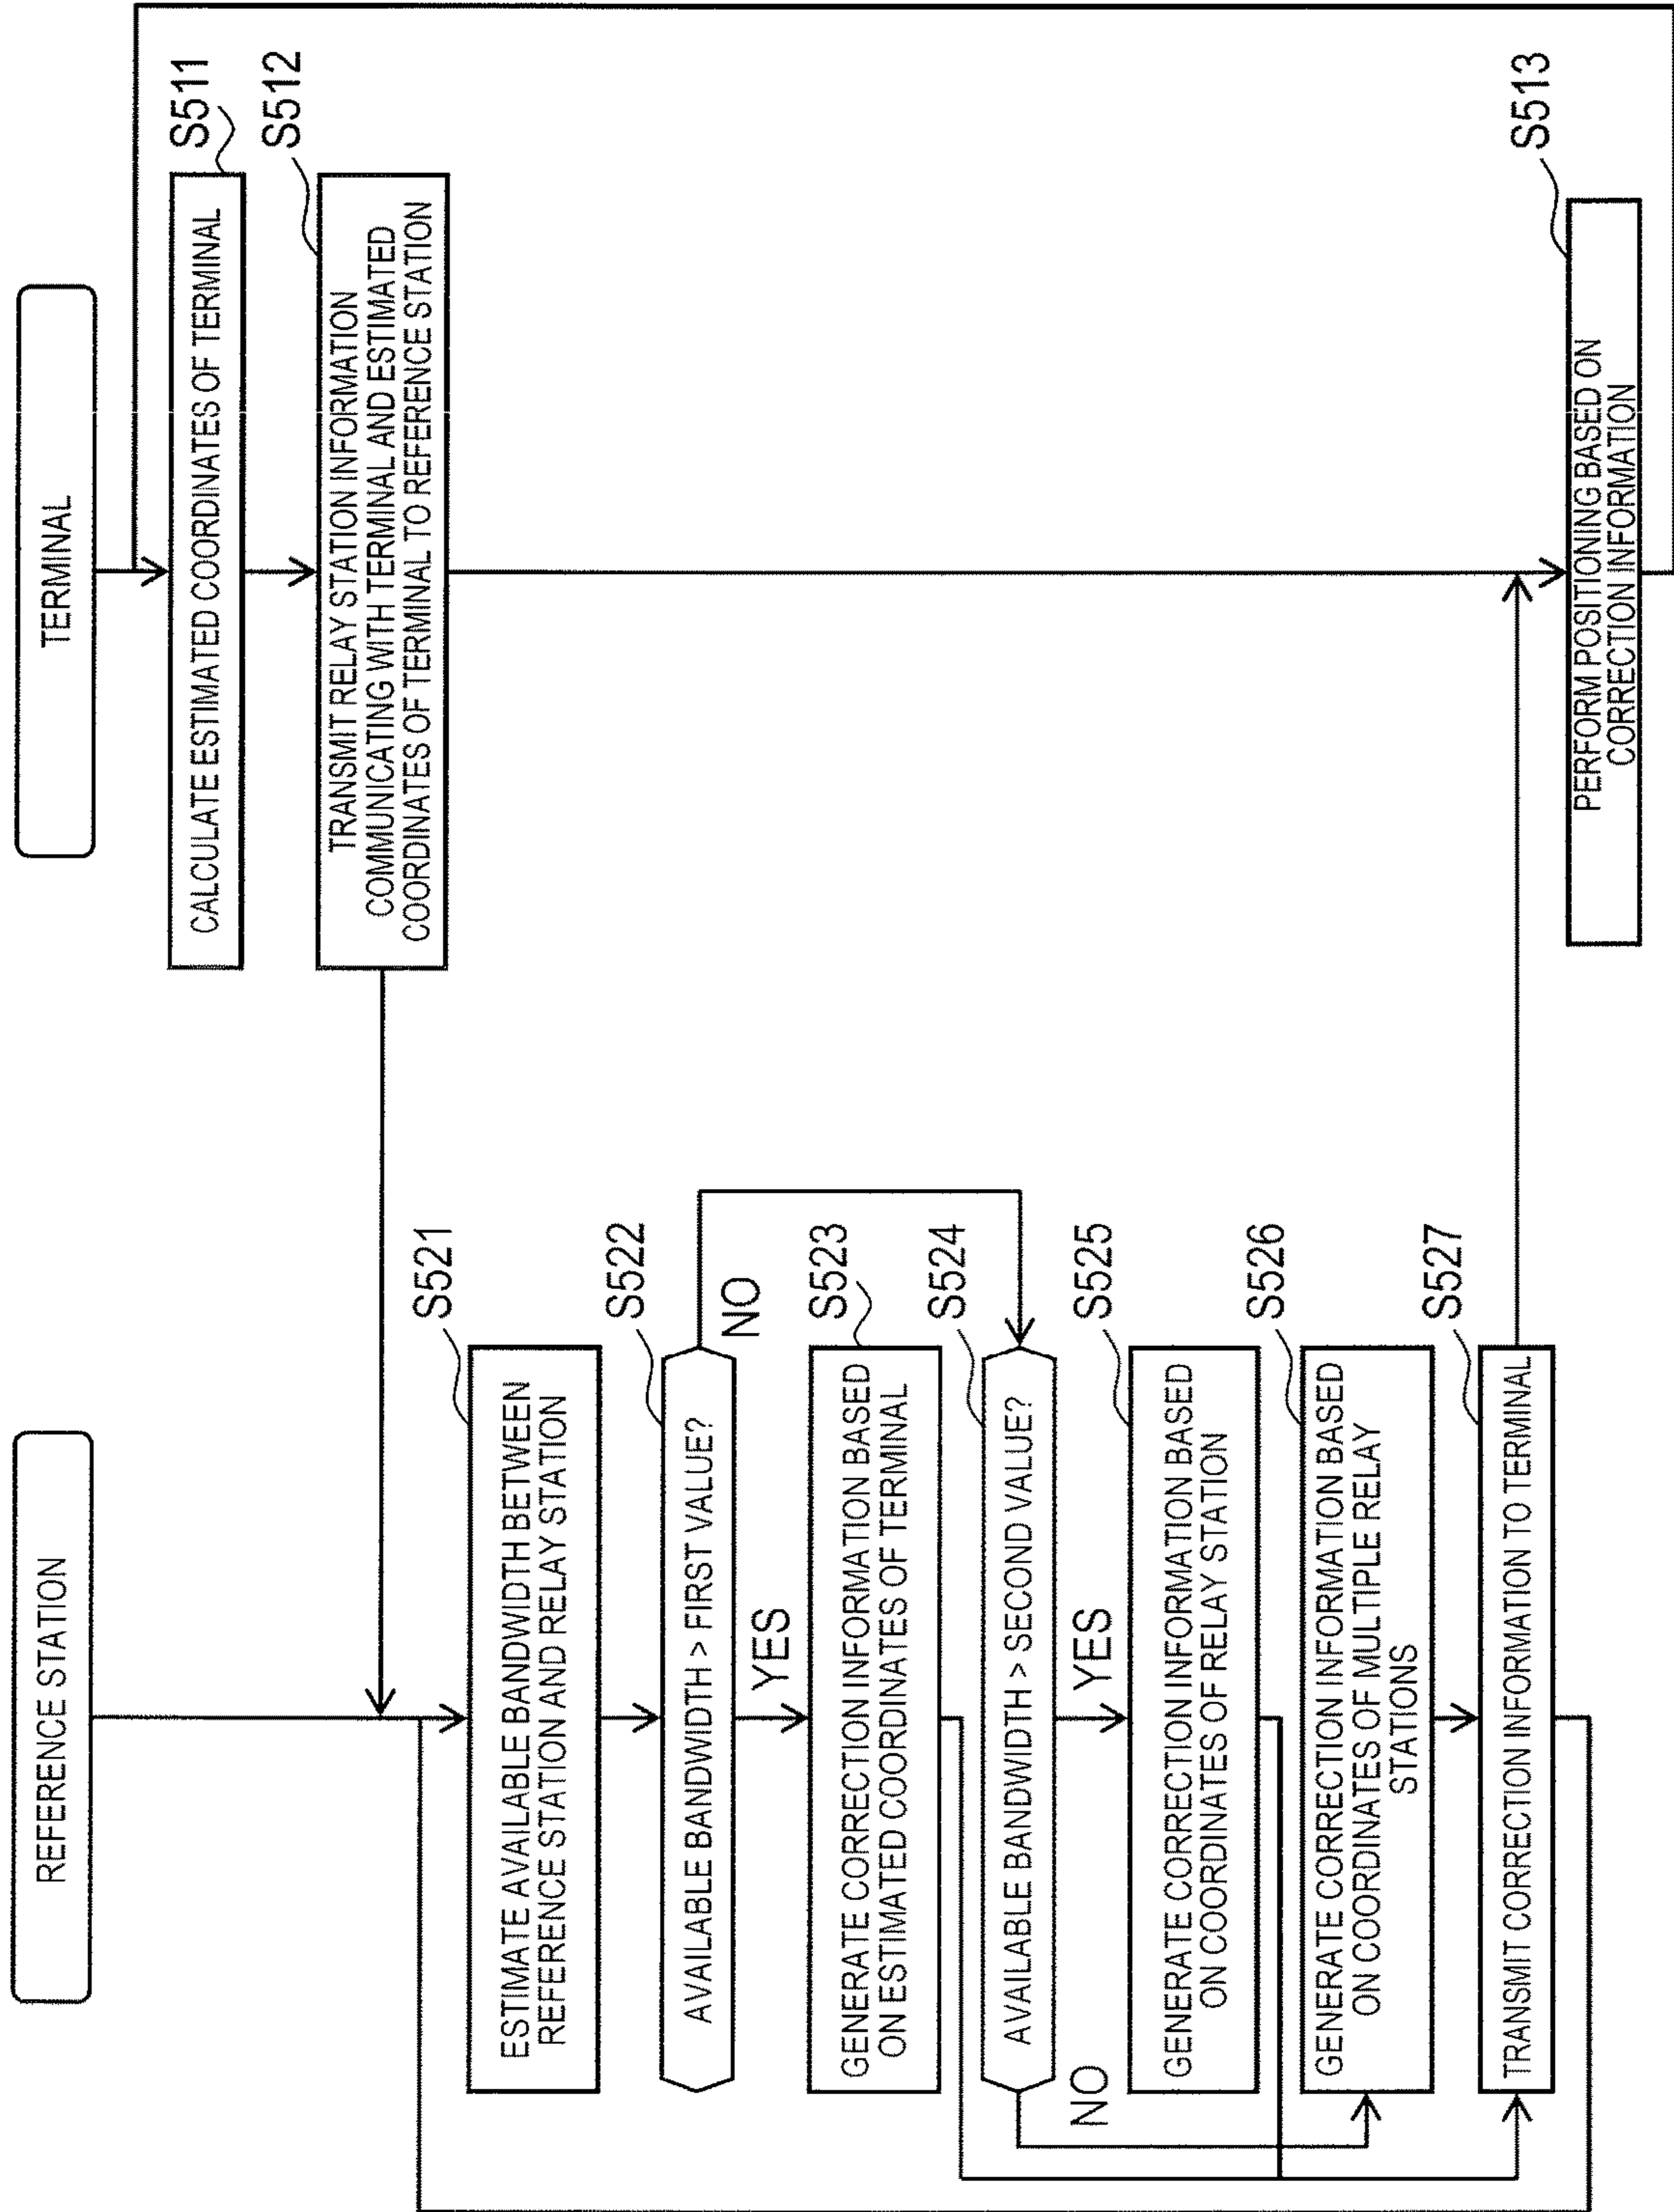 REFERENCE STATION
ESTIMATE AVAILABLE BANDWIDTH BETWEEN
REFERENCE STATION AND RELAY STATION
S521
AVAILABLE BANDWIDTH > FIRST VALUE?
S522
NO
YES
GENERATE CORRECTION INFORMATION BASED
ON ESTIMATED COORDINATES OF TERMINAL
S523
AVAILABLE BANDWIDTH > SECOND VALUE?
S524
NO
YES
GENERATE CORRECTION INFORMATION BASED
ON COORDINATES OF RELAY STATION
S525
GENERATE CORRECTION INFORMATION BASED
ON COORDINATES OF MULTIPLE RELAY
STATIONS
S526
TRANSMIT CORRECTION INFORMATION TO TERMINAL
S527
TERMINAL
CALCULATE ESTIMATED COORDINATES OF TERMINAL
S511
TRANSMIT RELAY STATION INFORMATION
COMMUNICATING WITH TERMINAL AND ESTIMATED
COORDINATES OF TERMINAL TO REFERENCE STATION
S512
PERFORM POSITIONING BASED ON
CORRECTION INFORMATION
S513